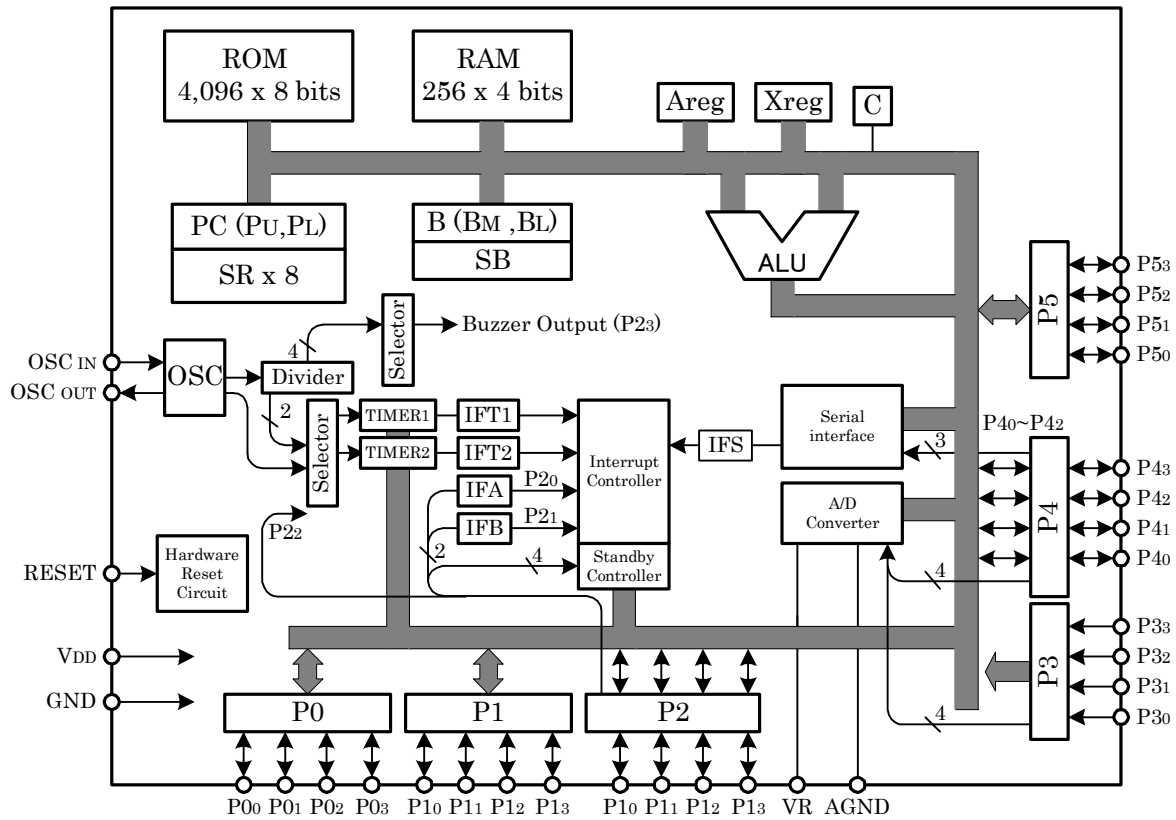 ROM
4,096 x 8 bits
RAM
256 x 4 bits
Areg
Xreg
C
PC (PU,PL)
SR x 8
B (BM ,BL)
SB
ALU
P5
P53
P52
P51
P50
Selector
Buzzer Output (P23)
4
OSC IN
OSC OUT
OSC
Divider
2
Selector
TIMER1
TIMER2
IFT1
IFT2
IFA
IFB
P20
P21
P22
2
4
Interrupt
Controller
Standby
Controller
IFS
Serial
interface
P40~P42
3
A/D
Converter
4
P4
P43
P42
P41
P40
RESET
Hardware
Reset
Circuit
VDD
GND
P3
4
P33
P32
P31
P30
P0
P1
P2
P00
P01
P02
P03
P10
P11
P12
P13
P10
P11
P12
P13
VR
AGND